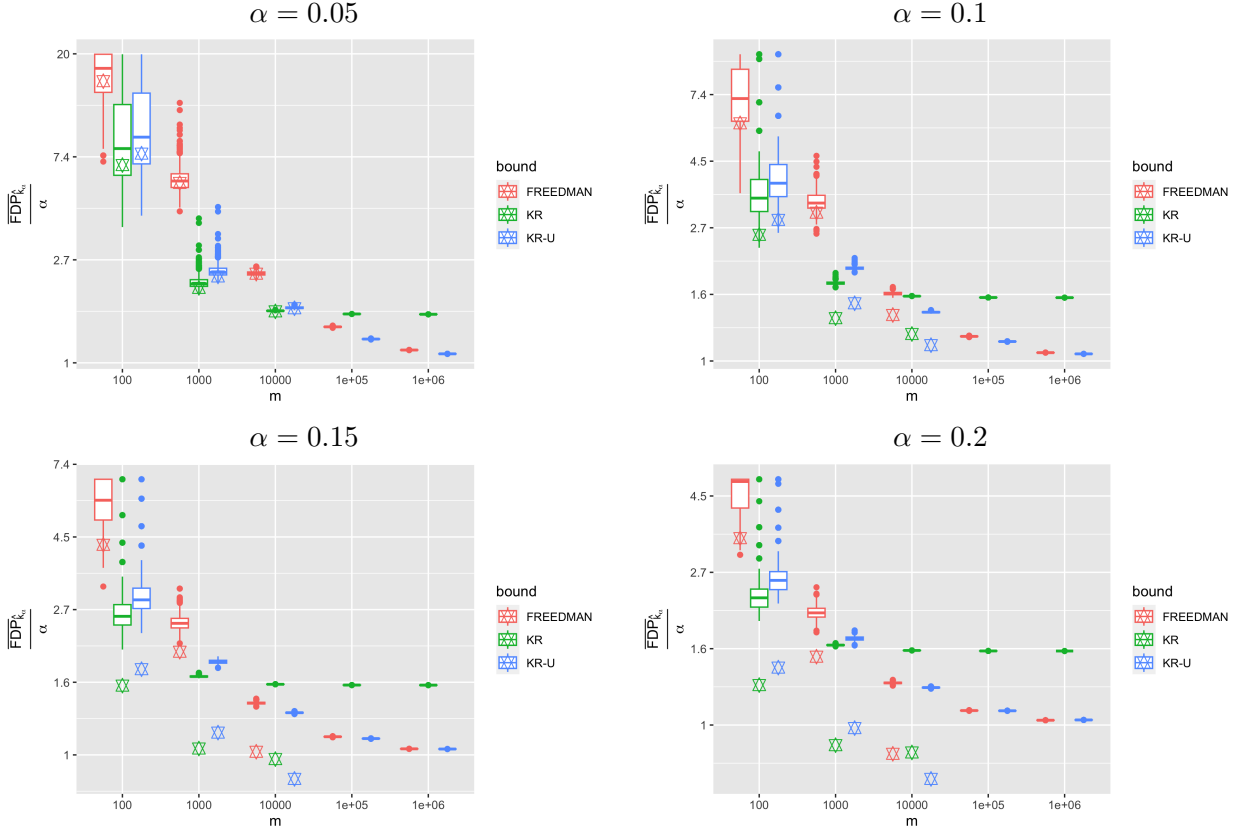 α = 0.05
20
7.4
2.7
1
100
1000
10000
1e+05
1e+06
m
bound
FREEDMAN
KR
KR-U
α = 0.1
7.4
4.5
2.7
1.6
1
100
1000
10000
1e+05
1e+06
m
bound
FREEDMAN
KR
KR-U
α = 0.15
7.4
4.5
2.7
1.6
1
100
1000
10000
1e+05
1e+06
m
bound
FREEDMAN
KR
KR-U
α = 0.2
4.5
2.7
1.6
1
100
1000
10000
1e+05
1e+06
m
bound
FREEDMAN
KR
KR-U